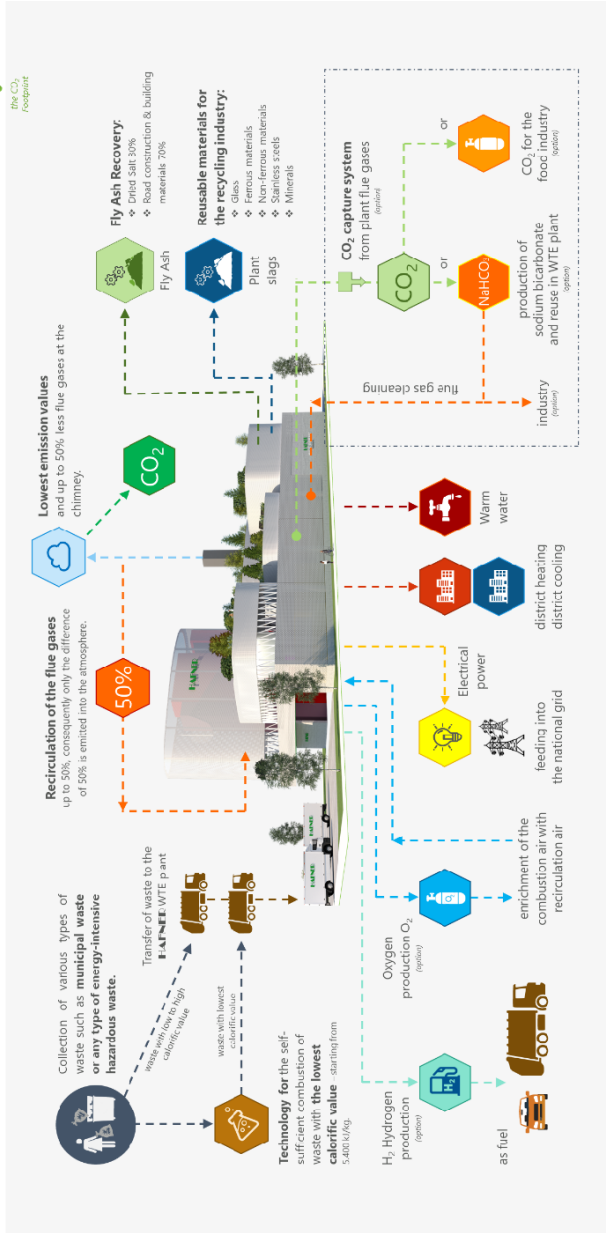 the CO₂
Footprint
Collection of various types of
waste such as municipal waste
or any type of energy-intensive
hazardous waste.
waste with low to high
calorific value
Transfer of waste to the
HAFNER WTE plant
waste with lowest
calorific value
Technology for the self-
sufficient combustion of
waste with the lowest
calorific value - starting from
5.400 kJ/kg.
Recirculation of the flue gases
up to 50%, consequently only the difference
of 50% is emitted into the atmosphere.
50%
Lowest emission values
and up to 50% less flue gases at the
chimney.
CO₂
Fly Ash
Fly Ash Recovery:
❖ Dried Salt 30%
❖ Road construction & building
materials 70%
Plant
slags
Reusable materials for
the recycling industry:
❖ Glass
❖ Ferrous materials
❖ Non-ferrous materials
❖ Stainless steels
❖ Minerals
HAFNER
HAFNER
H₂ Hydrogen
production
(option)
H₂
as fuel
Oxygen
production O₂
(option)
enrichment of the
combustion air with
recirculation air
Electrical
power
feeding into
the national grid
district heating
district cooling
Warm
water
CO₂ capture system
from plant flue gases
(option)
CO₂
or
or
flue gas cleaning
NaHCO₃
industry
(option)
production of
sodium bicarbonate
and reuse in WTE plant
(option)
CO₂ for the
food industry
(option)